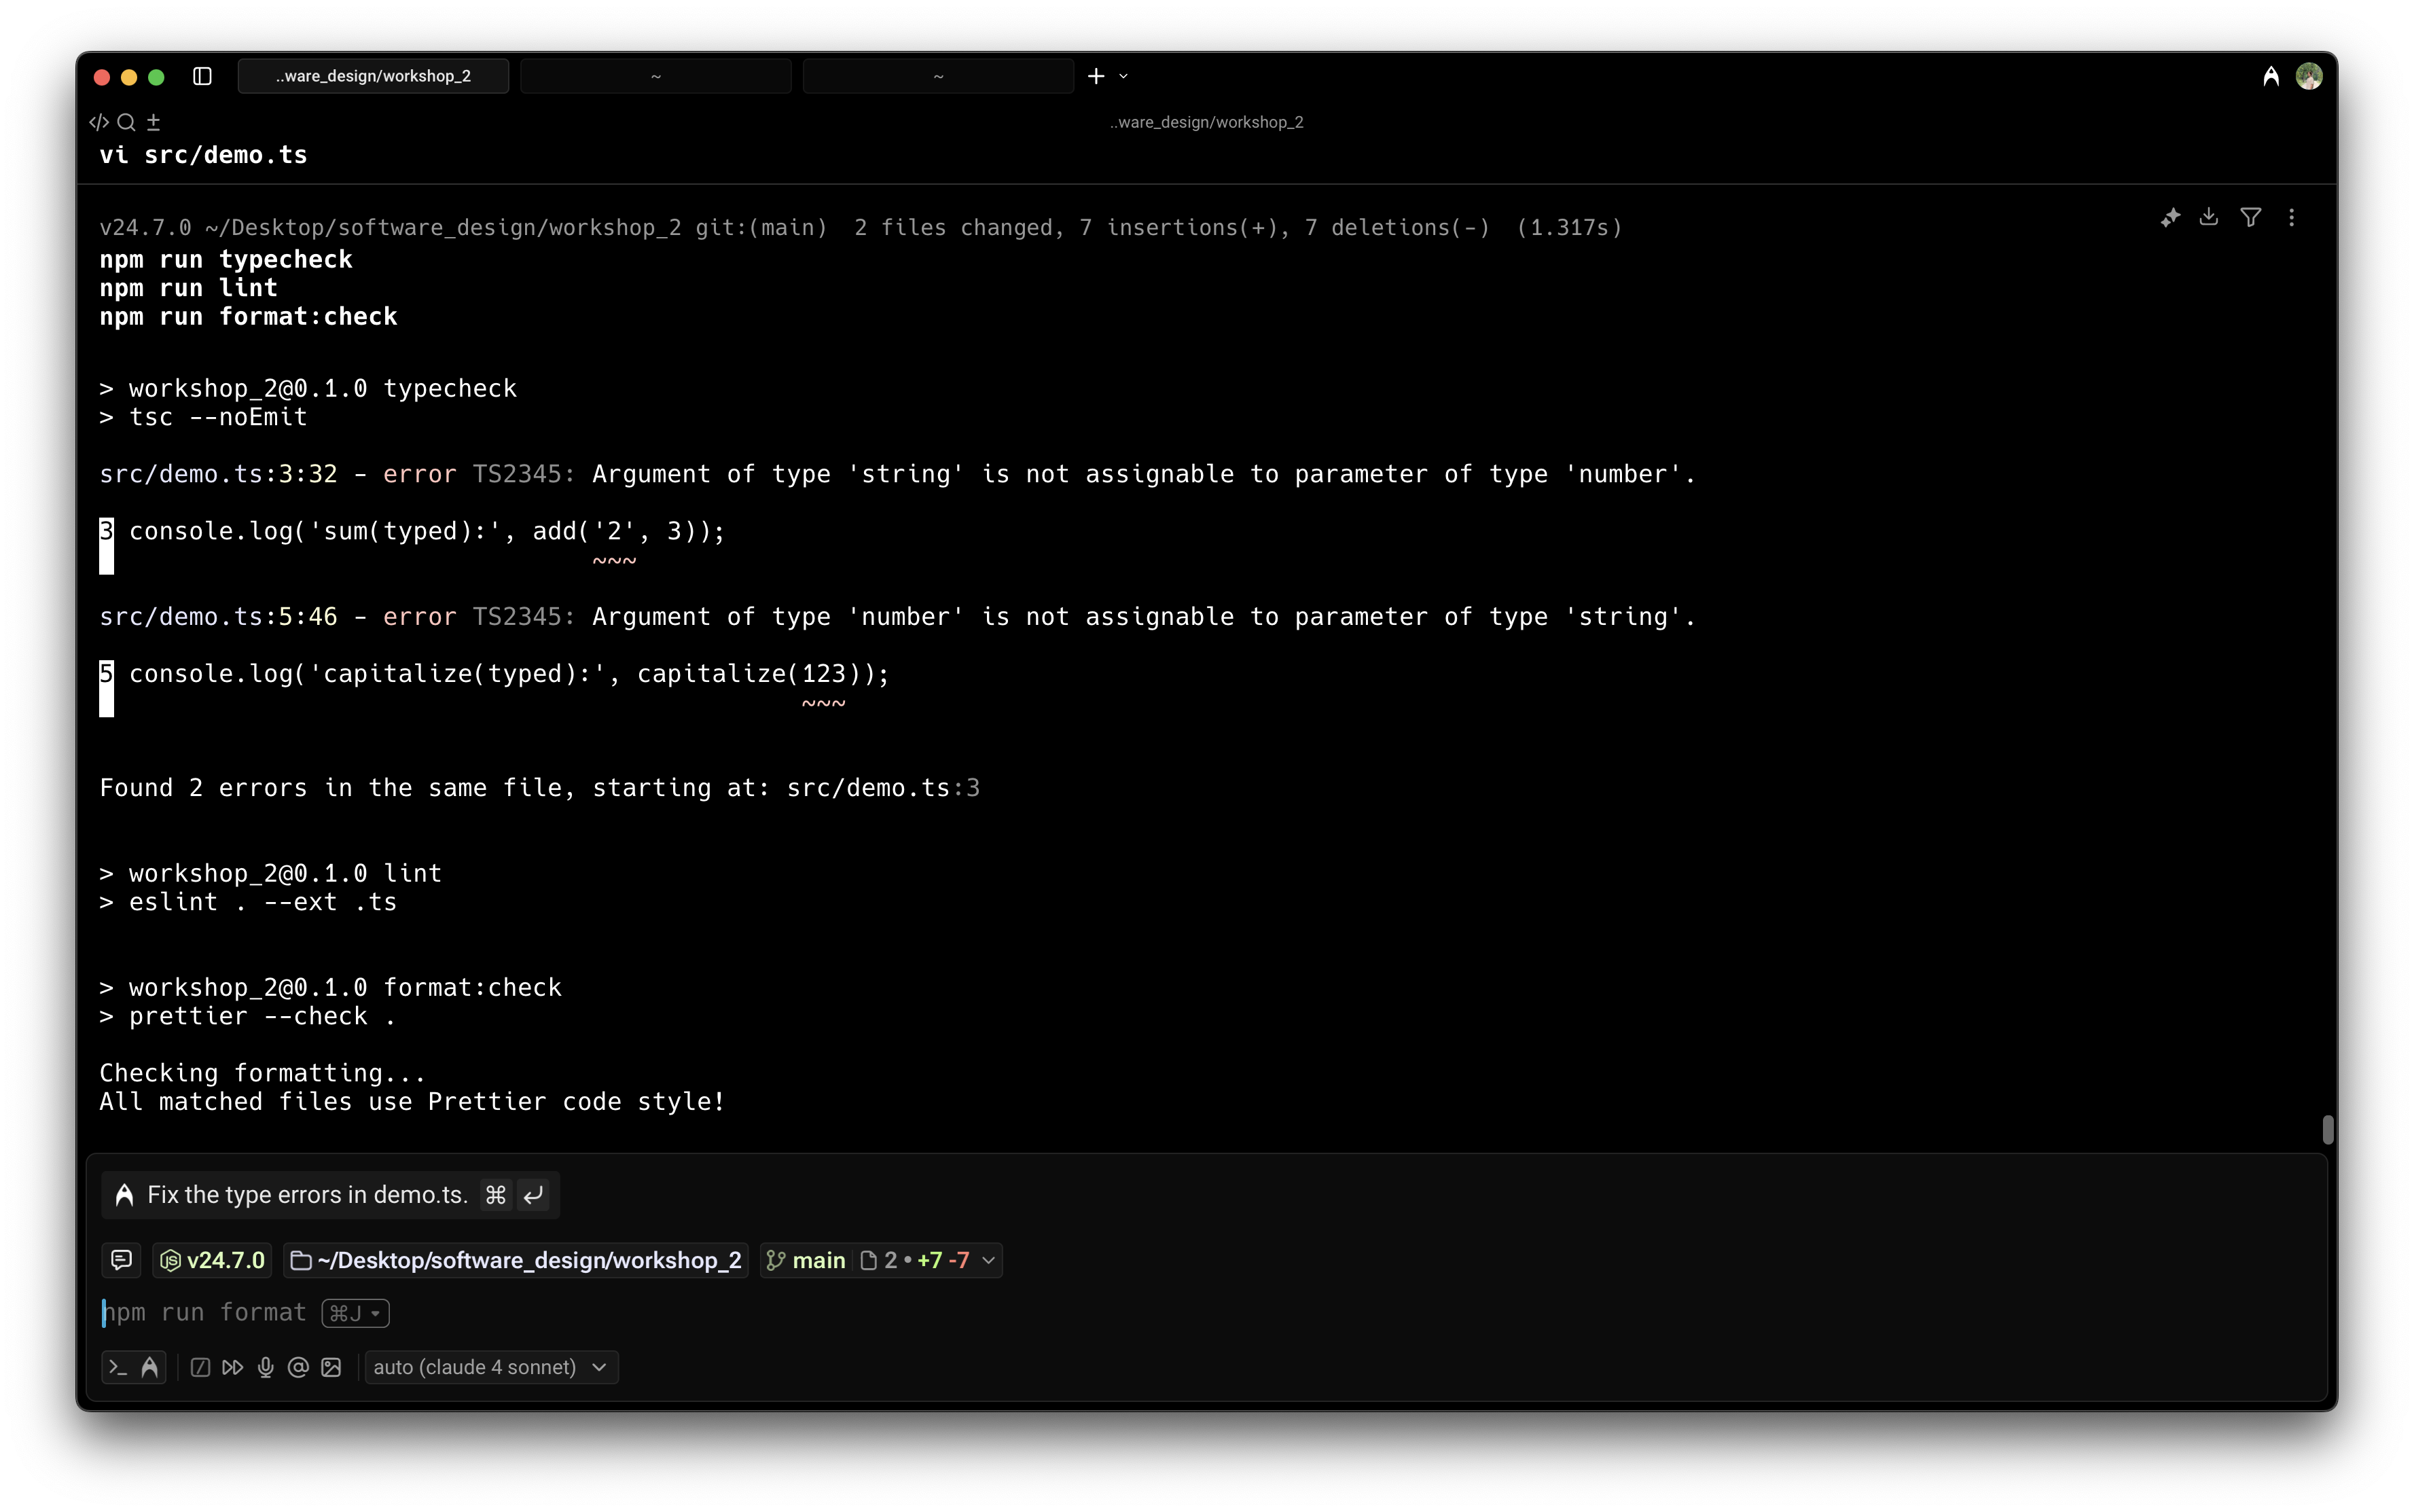 ..ware_design/workshop_2
~
~
..ware_design/workshop_2
vi src/demo.ts
v24.7.0 ~/Desktop/software_design/workshop_2 git:(main)  2 files changed, 7 insertions(+), 7 deletions(-)  (1.317s)
npm run typecheck
npm run lint
npm run format:check
> workshop_2@0.1.0 typecheck
> tsc --noEmit
src/demo.ts:3:32 - error TS2345: Argument of type 'string' is not assignable to parameter of type 'number'.
3 console.log('sum(typed):', add('2', 3));
~~~
src/demo.ts:5:46 - error TS2345: Argument of type 'number' is not assignable to parameter of type 'string'.
5 console.log('capitalize(typed):', capitalize(123));
~~~
Found 2 errors in the same file, starting at: src/demo.ts:3
> workshop_2@0.1.0 lint
> eslint . --ext .ts
> workshop_2@0.1.0 format:check
> prettier --check .
Checking formatting...
All matched files use Prettier code style!
Fix the type errors in demo.ts. ⌘ ↵
v24.7.0 ~/Desktop/software_design/workshop_2 main 2 • +7 -7
npm run format ⌘J
auto (claude 4 sonnet)